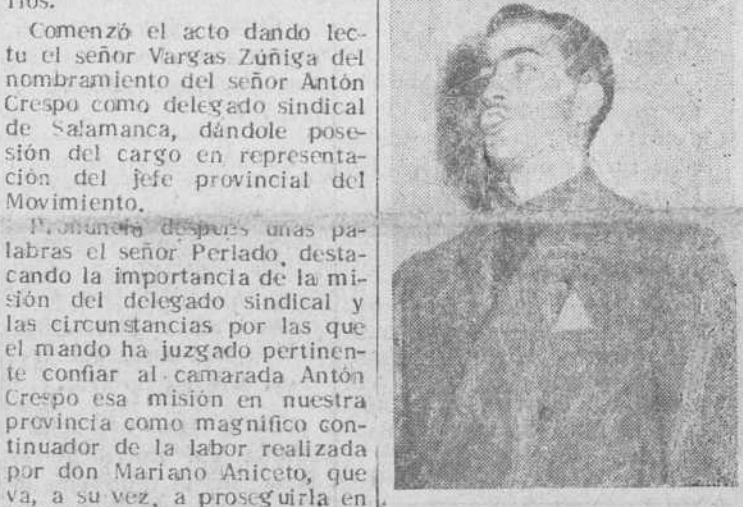 rios.
Comenzó el acto dando lec-
tu el señor Vargas Zúñiga del
nombramiento del señor Antón
Crespo como delegado sindical
de Salamanca, dándole pose-
sión del cargo en representa-
ción del jefe provincial del
Movimiento.
Pronunció después unas pa-
labras el señor Perlado, desta-
cando la importancia de la mi-
sión del delegado sindical y
las circunstancias por las que
el mando ha juzgado pertinen-
te confiar al camarada Antón
Crespo esa misión en nuestra
provincia como magnífico con-
tinuador de la labor realizada
por don Mariano Aniceto, que
va, a su vez, a proseguirla en